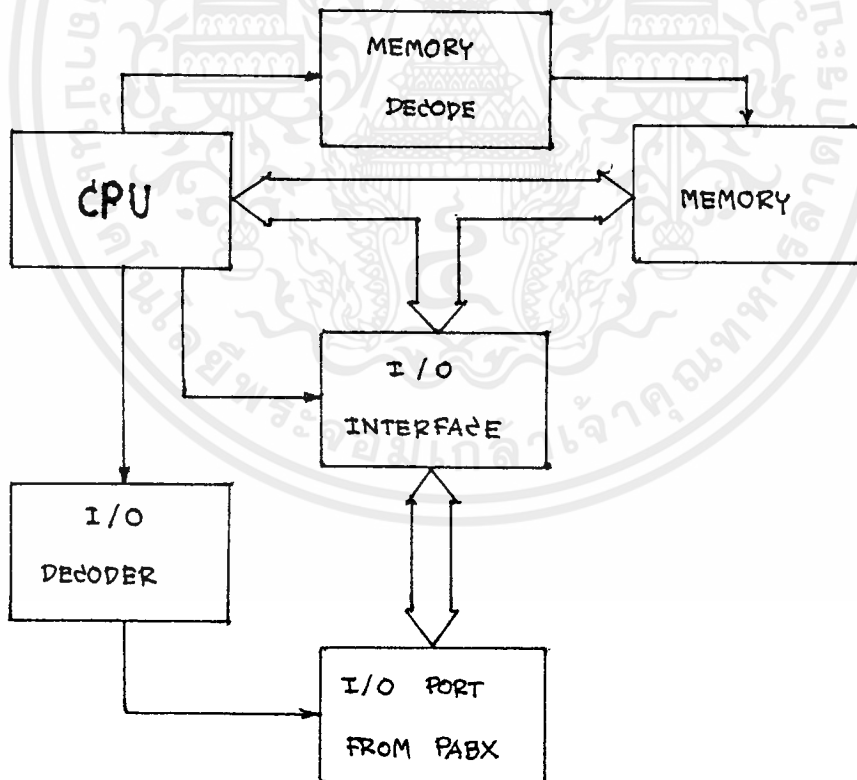 MEMORY
DECODE
CPU
MEMORY
I/O
INTERFACE
I/O
DECODER
I/O PORT
FROM PABX